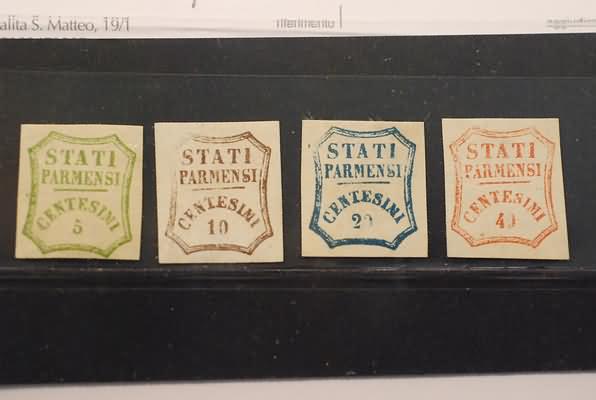 alita S. Matteo, 19/1
riferimento
STATI
PARMENSI
CENTESIMI
5
STATI
PARMENSI
CENTESIMI
10
STATI
PARMENSI
CENTESIMI
20
STATI
PARMENSI
CENTESIMI
40